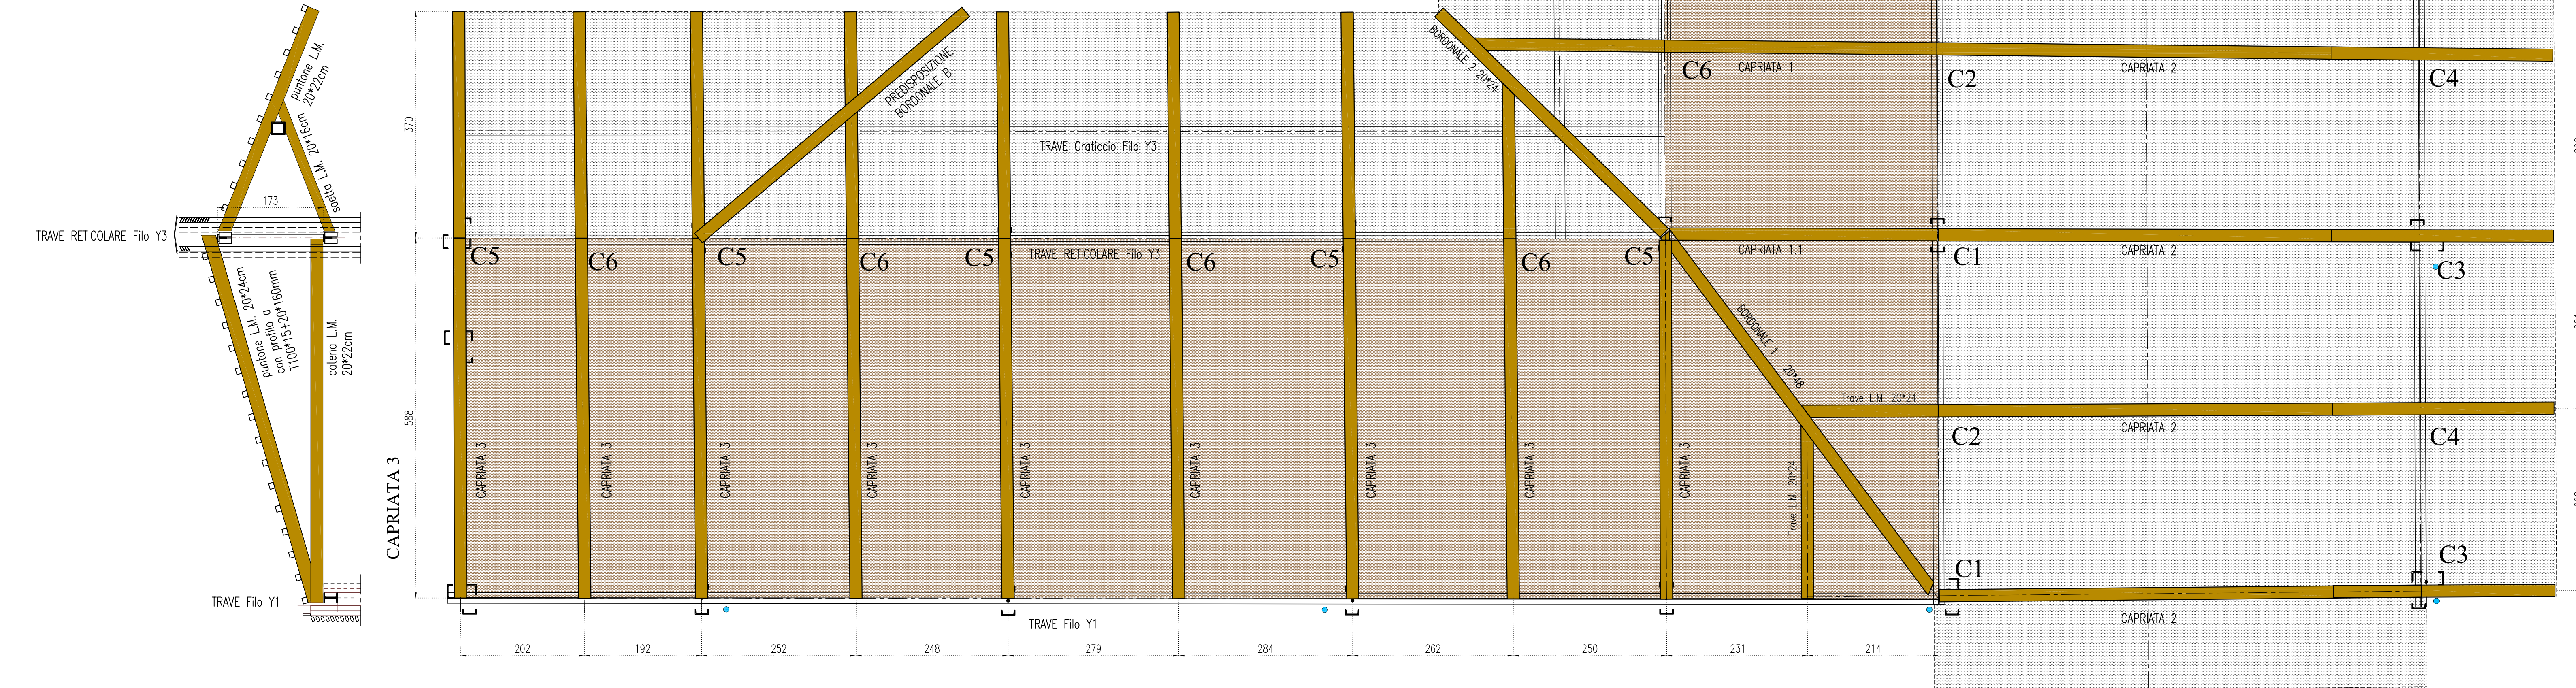 puntone L.M.
20*22cm
saetta L.M. 20*16cm
173
TRAVE RETICOLARE Filo Y3
puntone L.M. 20*24cm
con profilo a
T100*15+20*160mm
catena L.M.
20*22cm
TRAVE Filo Y1
CAPRIATA 3
370
588
PREDISPOSIZIONE
BORDONALE B
BORDONALE 2 20*24
C6
CAPRIATA 1
C2
CAPRIATA 2
C4
TRAVE Graticcio Filo Y3
C5
C6
C5
C6
C5
TRAVE RETICOLARE Filo Y3
C6
C5
C6
C5
CAPRIATA 1.1
C1
CAPRIATA 2
C3
BORDONALE 1 20*48
Trave L.M. 20*24
C2
CAPRIATA 2
C4
CAPRIATA 3
CAPRIATA 3
CAPRIATA 3
CAPRIATA 3
CAPRIATA 3
CAPRIATA 3
CAPRIATA 3
CAPRIATA 3
CAPRIATA 3
Trave L.M. 20*24
C1
C3
CAPRIATA 2
TRAVE Filo Y1
202
192
252
248
279
284
262
250
231
214